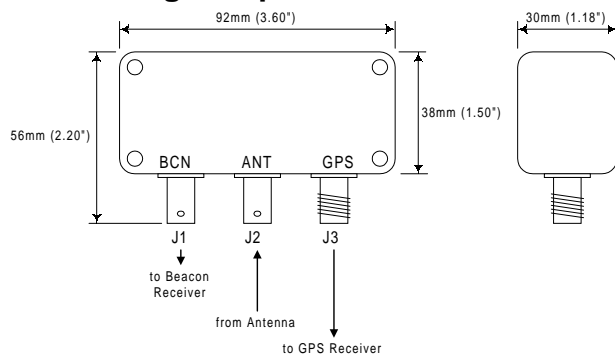 92mm (3.60")
30mm (1.18")
56mm (2.20")
38mm (1.50")
BCN
ANT
GPS
J1
J2
J3
to Beacon
Receiver
from Antenna
to GPS Receiver